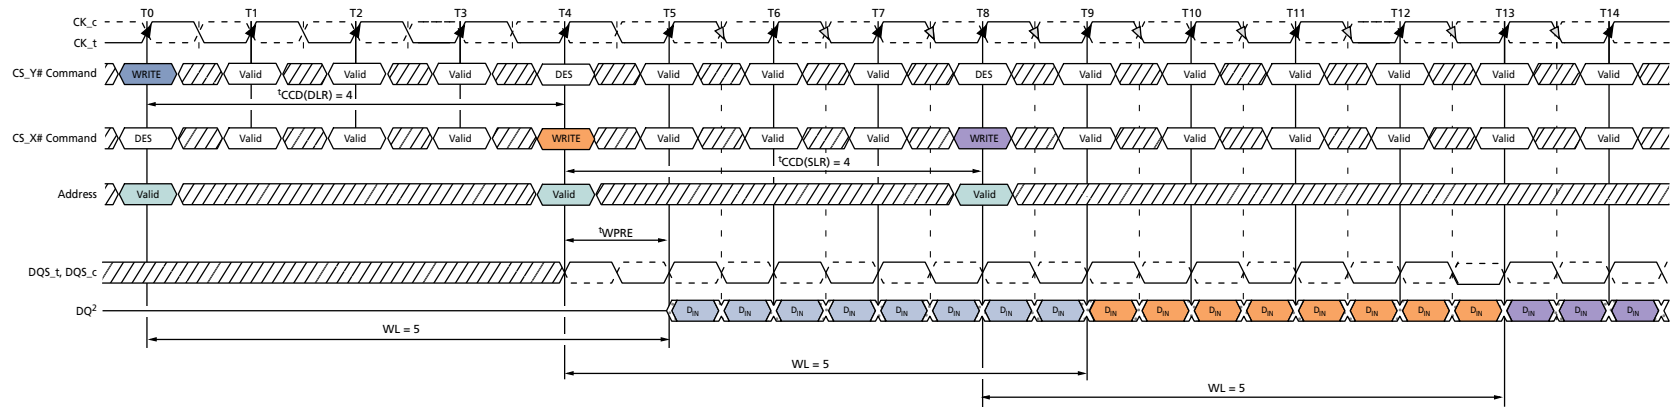 T0 T1 T2 T3 T4 T5 T6 T7 T8 T9 T10 T11 T12 T13 T14
CK_c
CK_t
CS_Y# Command WRITE Valid Valid Valid DES Valid Valid Valid DES Valid Valid Valid Valid Valid Valid
tCCD(DLR) = 4
CS_X# Command DES Valid Valid Valid WRITE Valid Valid Valid WRITE Valid Valid Valid Valid Valid Valid
tCCD(SLR) = 4
Address Valid Valid Valid
tWPRE
DQS_t, DQS_c
DQ2 DIN DIN DIN DIN DIN DIN DIN DIN DIN DIN DIN DIN DIN DIN DIN DIN DIN DIN DIN
WL = 5
WL = 5
WL = 5